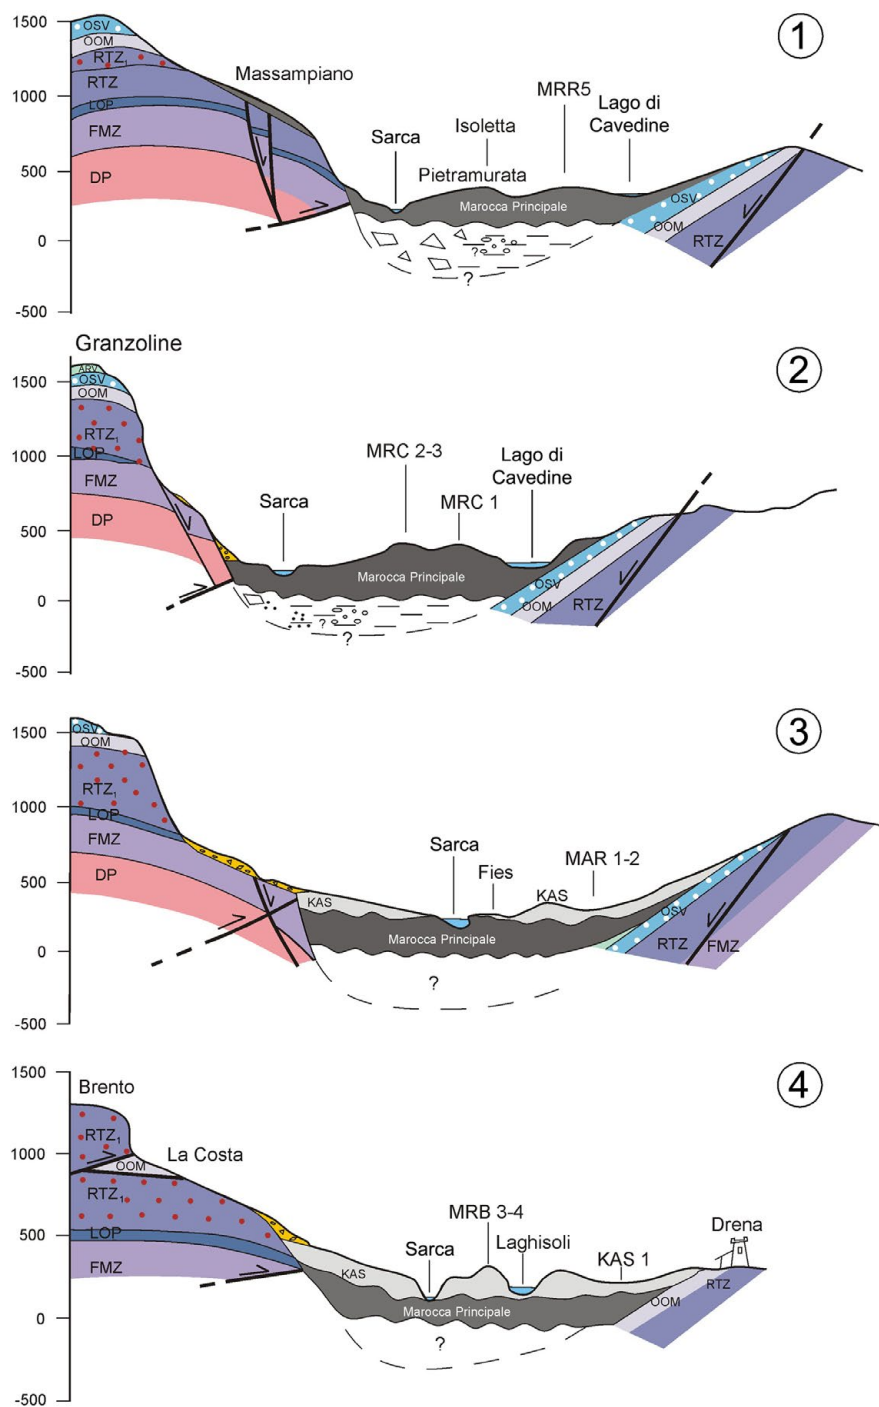 1
1500
1000
500
0
-500
OSV
OOM
RTZ1
RTZ
LOP
FMZ
DP
Massampiano
Sarca
Isoletta
Pietramurata
MRR5
Lago di
Cavedine
Marocca Principale
?
?
OSV
OOM
RTZ
2
Granzoline
1500
1000
500
0
-500
ARV
OSV
OOM
RTZ1
LOP
FMZ
DP
Sarca
MRC 2-3
MRC 1
Lago di
Cavedine
Marocca Principale
?
?
OSV
OOM
RTZ
3
1500
1000
500
0
-500
OSV
OOM
RTZ1
LOP
FMZ
DP
KAS
Sarca
Fies
KAS
MAR 1-2
Marocca Principale
?
OSV
RTZ
FMZ
4
1500
1000
500
0
-500
Brento
RTZ1
OOM
La Costa
RTZ1
LOP
FMZ
KAS
Sarca
MRB 3-4
Laghisoli
KAS 1
Drena
Marocca Principale
?
OOM
RTZ